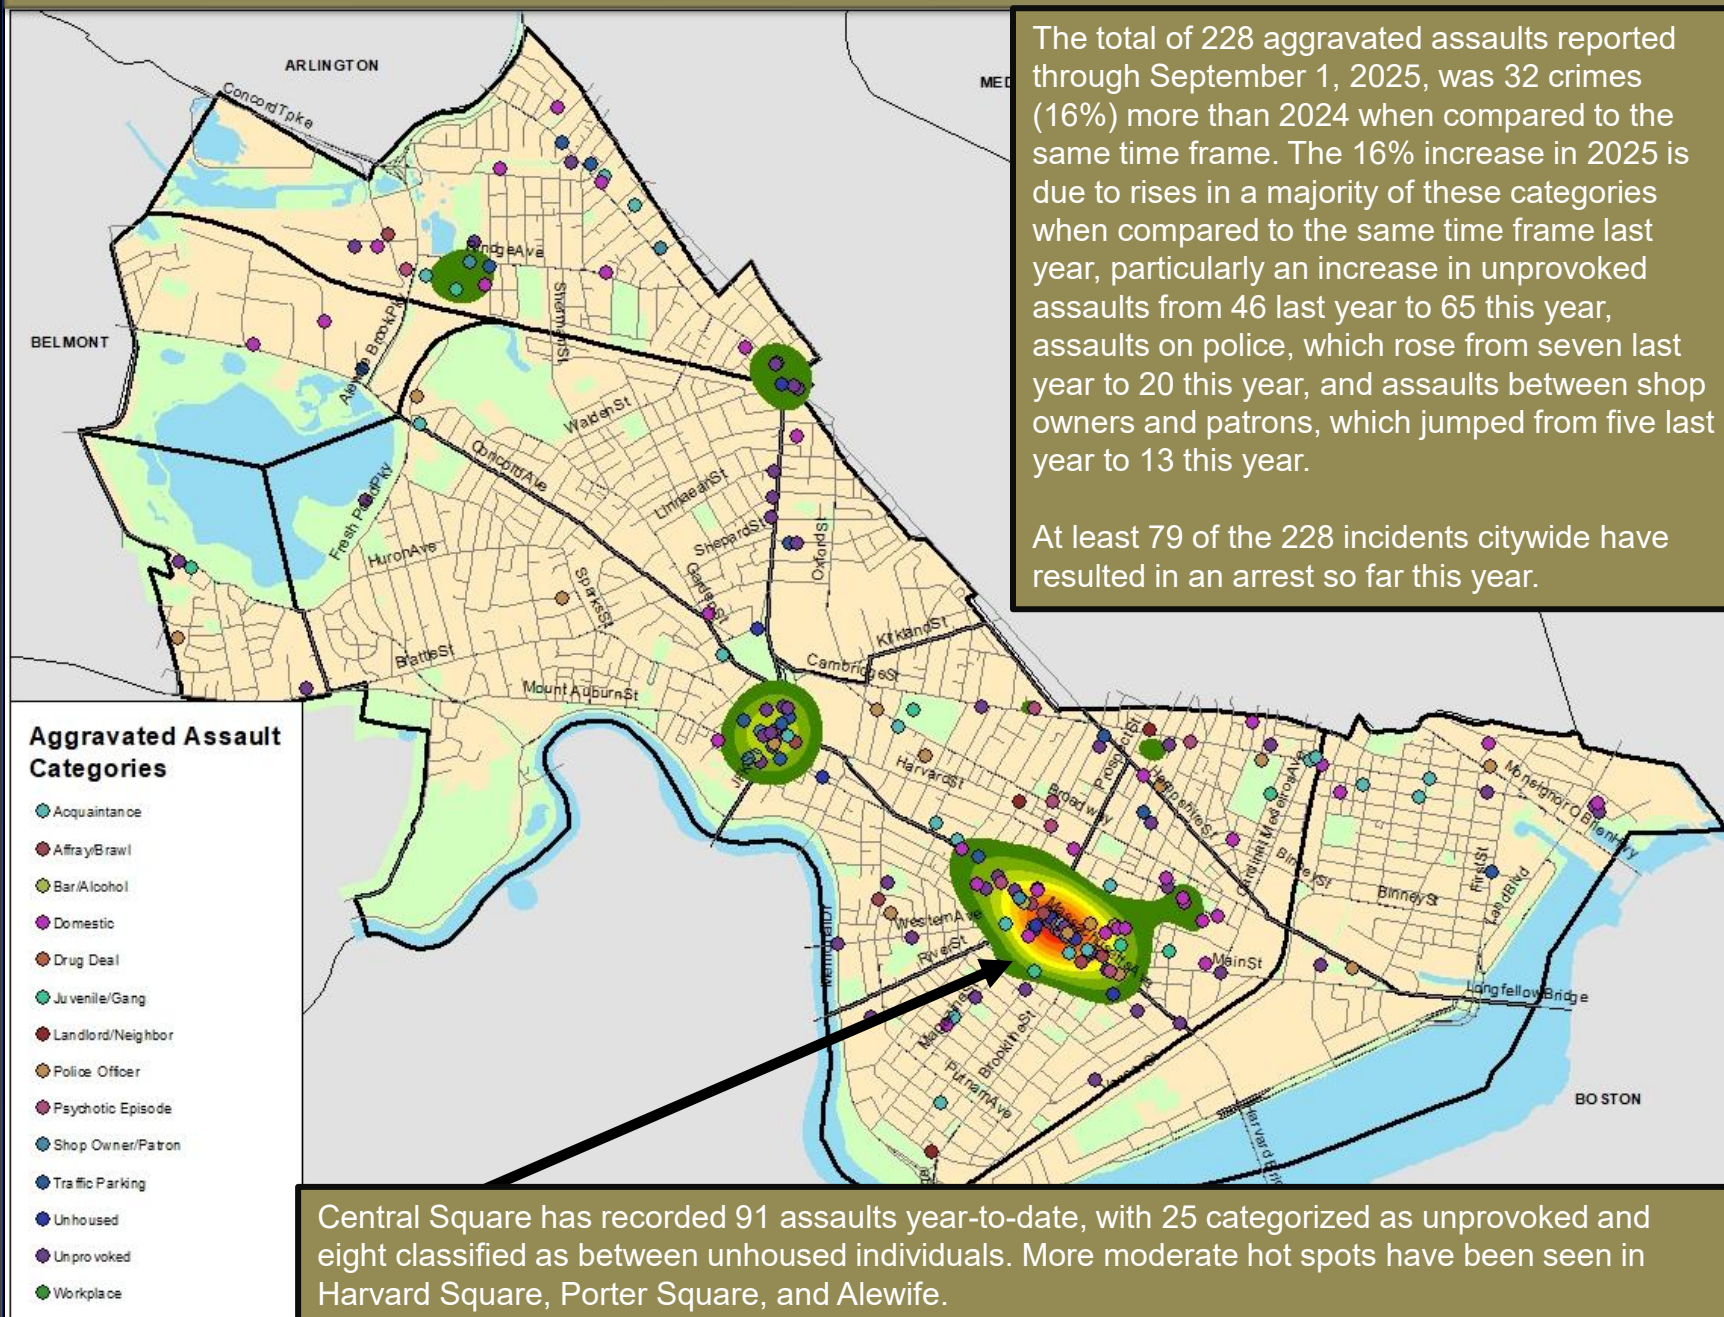 ARLINGTON
Concord Tpke
The total of 228 aggravated assaults reported
through September 1, 2025, was 32 crimes
(16%) more than 2024 when compared to the
same time frame. The 16% increase in 2025 is
due to rises in a majority of these categories
when compared to the same time frame last
year, particularly an increase in unprovoked
assaults from 46 last year to 65 this year,
assaults on police, which rose from seven last
year to 20 this year, and assaults between shop
owners and patrons, which jumped from five last
year to 13 this year.
At least 79 of the 228 incidents citywide have
resulted in an arrest so far this year.
MED
Sherman St
BELMONT
Walden St
Concord Ave
Linnaean St
Shepard St
Oxford St
Huron Ave
Garden St
Sparks St
Kirkland St
Brattle St
Cambridge St
Mount Auburn St
Prospect St
Harvard St
Broadway
Hampshire St
Monsignor O Brien Hwy
Binney St
Binney St
First St
Land Blvd
Western Ave
River St
Main St
Longfellow Bridge
Brookline St
Putnam Ave
BOSTON
Aggravated Assault
Categories
Acquaintance
Affray/Brawl
Bar/Alcohol
Domestic
Drug Deal
Juvenile/Gang
Landlord/Neighbor
Police Officer
Psychotic Episode
Shop Owner/Patron
Traffic Parking
Unhoused
Unprovoked
Workplace
Central Square has recorded 91 assaults year-to-date, with 25 categorized as unprovoked and
eight classified as between unhoused individuals. More moderate hot spots have been seen in
Harvard Square, Porter Square, and Alewife.